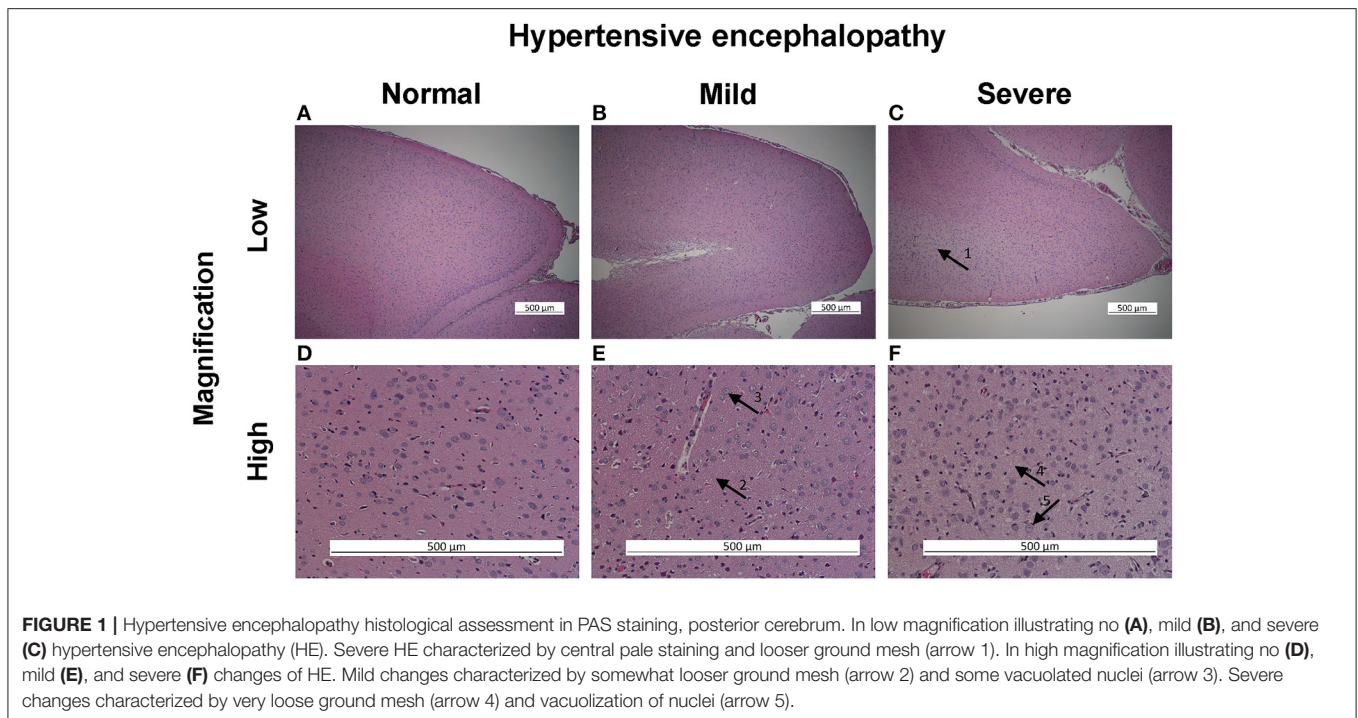 Hypertensive encephalopathy
Normal Mild Severe
A B C
Magnification
Low
1
500 µm 500 µm 500 µm
D E F
High
3
2
4
5
500 µm 500 µm 500 µm
FIGURE 1 | Hypertensive encephalopathy histological assessment in PAS staining, posterior cerebrum. In low magnification illustrating no (A), mild (B), and severe
(C) hypertensive encephalopathy (HE). Severe HE characterized by central pale staining and looser ground mesh (arrow 1). In high magnification illustrating no (D),
mild (E), and severe (F) changes of HE. Mild changes characterized by somewhat looser ground mesh (arrow 2) and some vacuolated nuclei (arrow 3). Severe
changes characterized by very loose ground mesh (arrow 4) and vacuolization of nuclei (arrow 5).